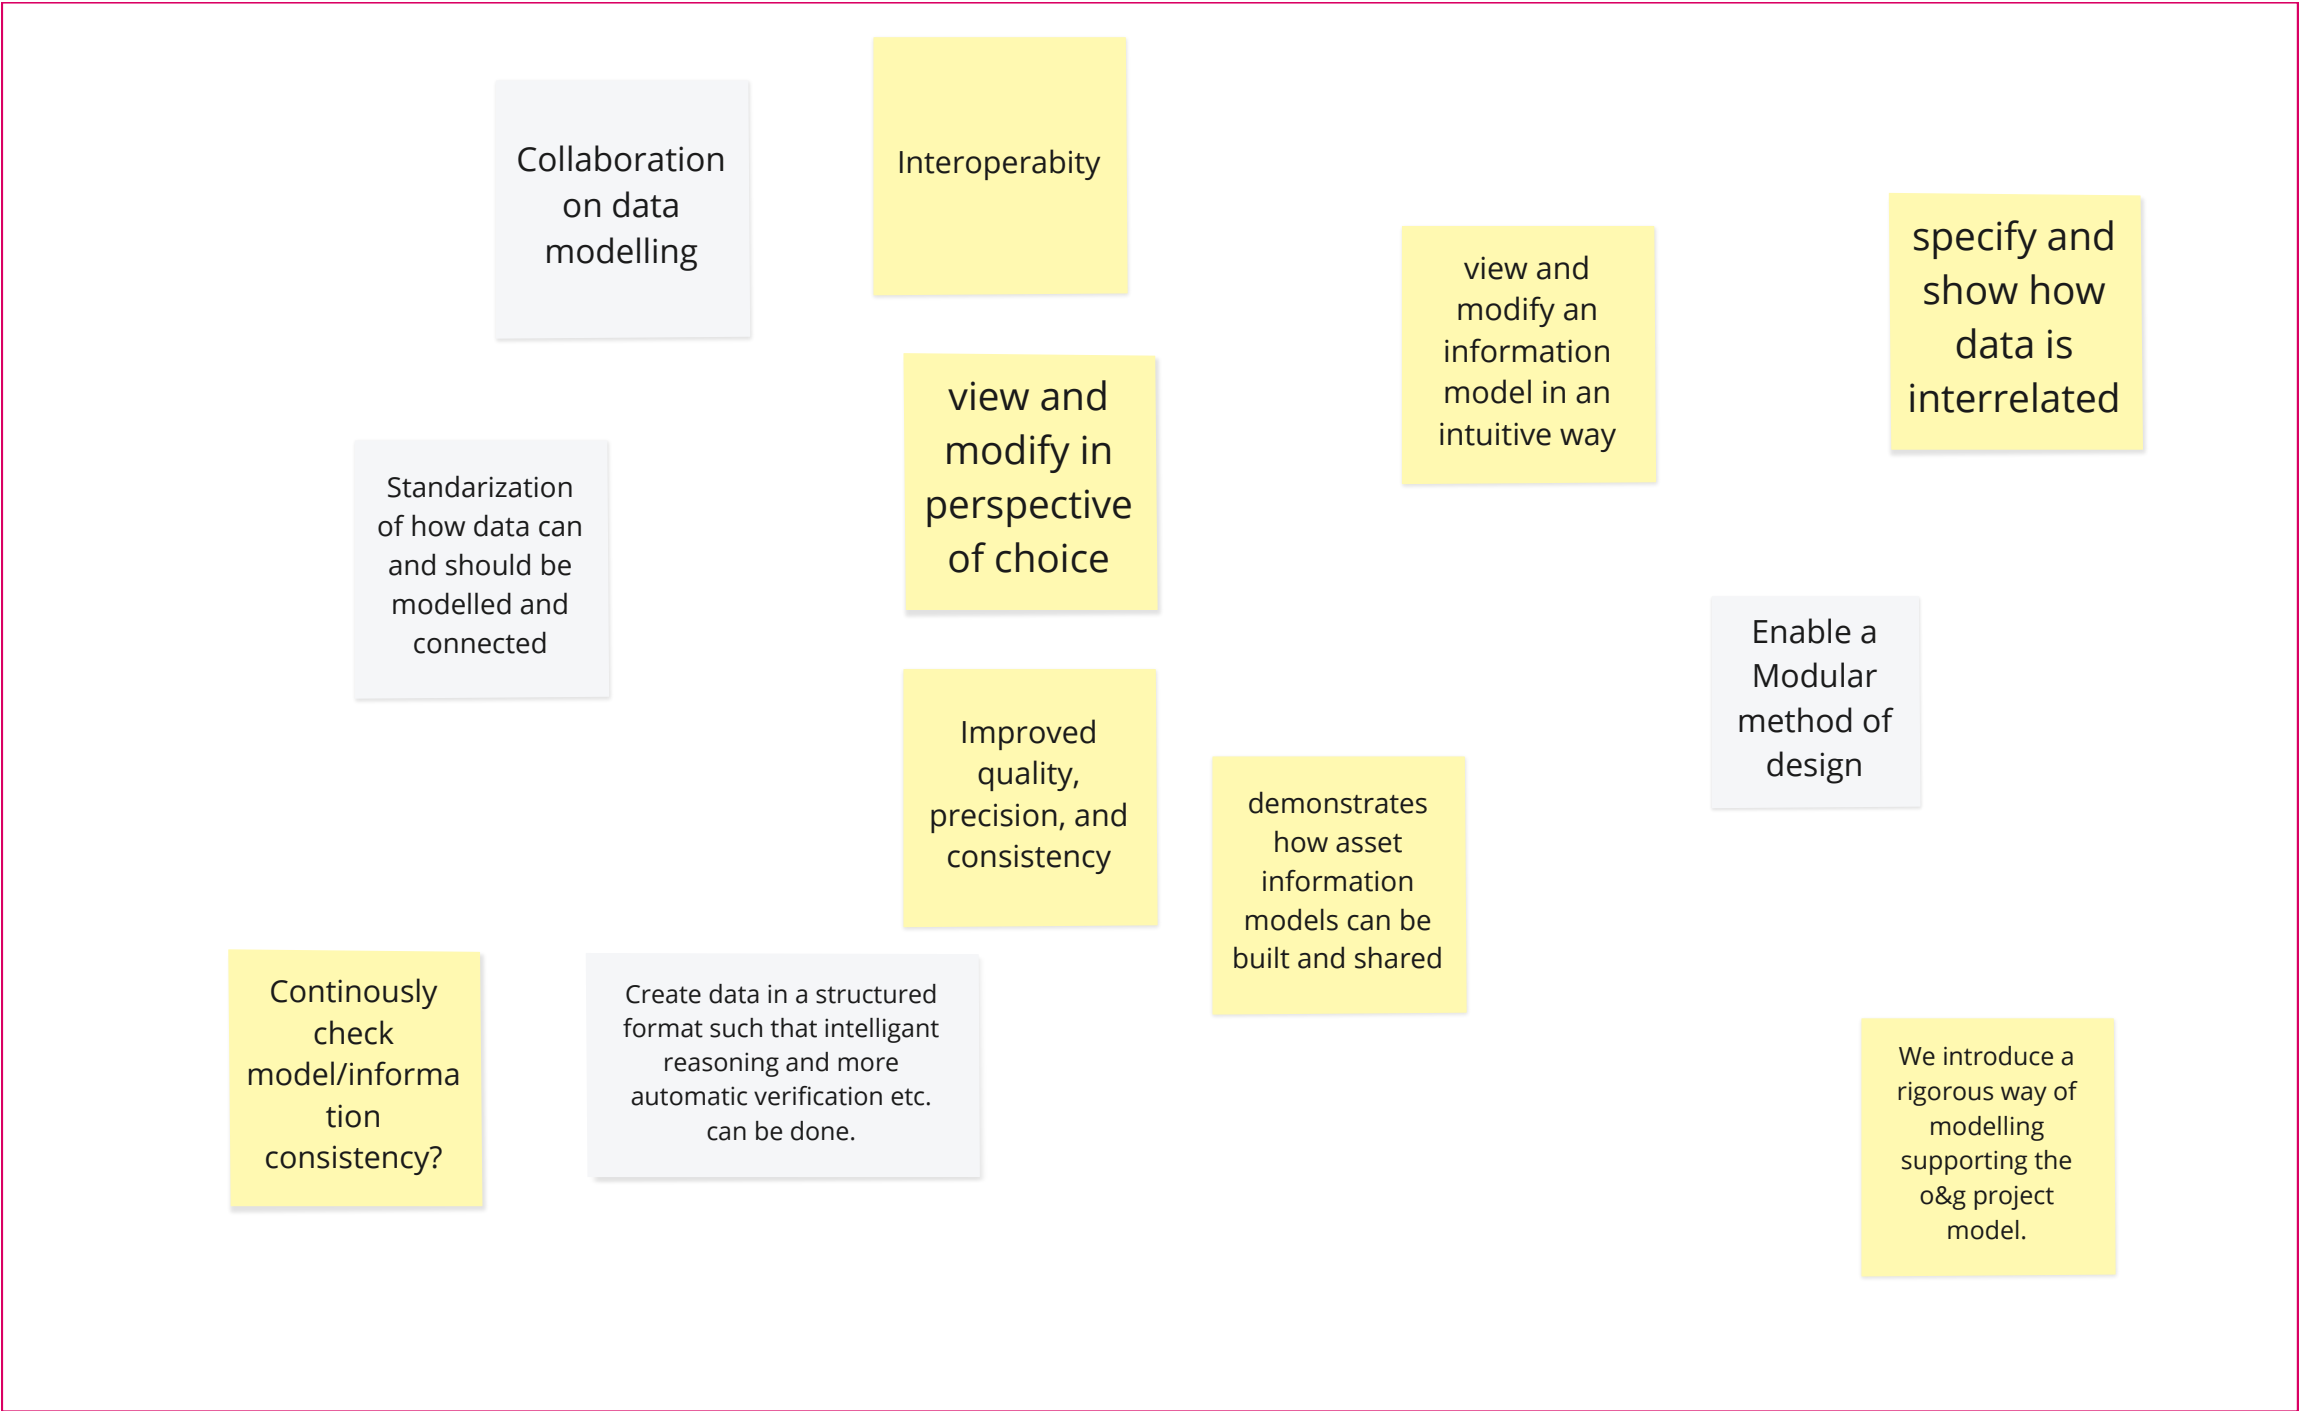 Collaboration
on data
modelling
Interoperabity
view and
modify an
information
model in an
intuitive way
specify and
show how
data is
interrelated
view and
modify in
perspective
of choice
Standarization
of how data can
and should be
modelled and
connected
Enable a
Modular
method of
design
Improved
quality,
precision, and
consistency
demonstrates
how asset
information
models can be
built and shared
Continously
check
model/informa
tion
consistency?
Create data in a structured
format such that intelligant
reasoning and more
automatic verification etc.
can be done.
We introduce a
rigorous way of
modelling
supporting the
o&g project
model.